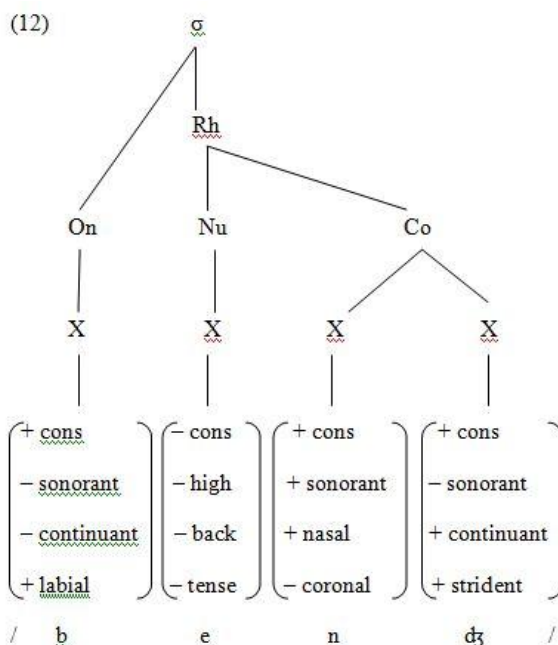 (12) σ
Rh
On Nu Co
X X X X
+ cons – cons + cons + cons
– sonorant – high + sonorant – sonorant
– continuant – back + nasal + continuant
+ labial – tense – coronal + strident
/ b e n ʤ /